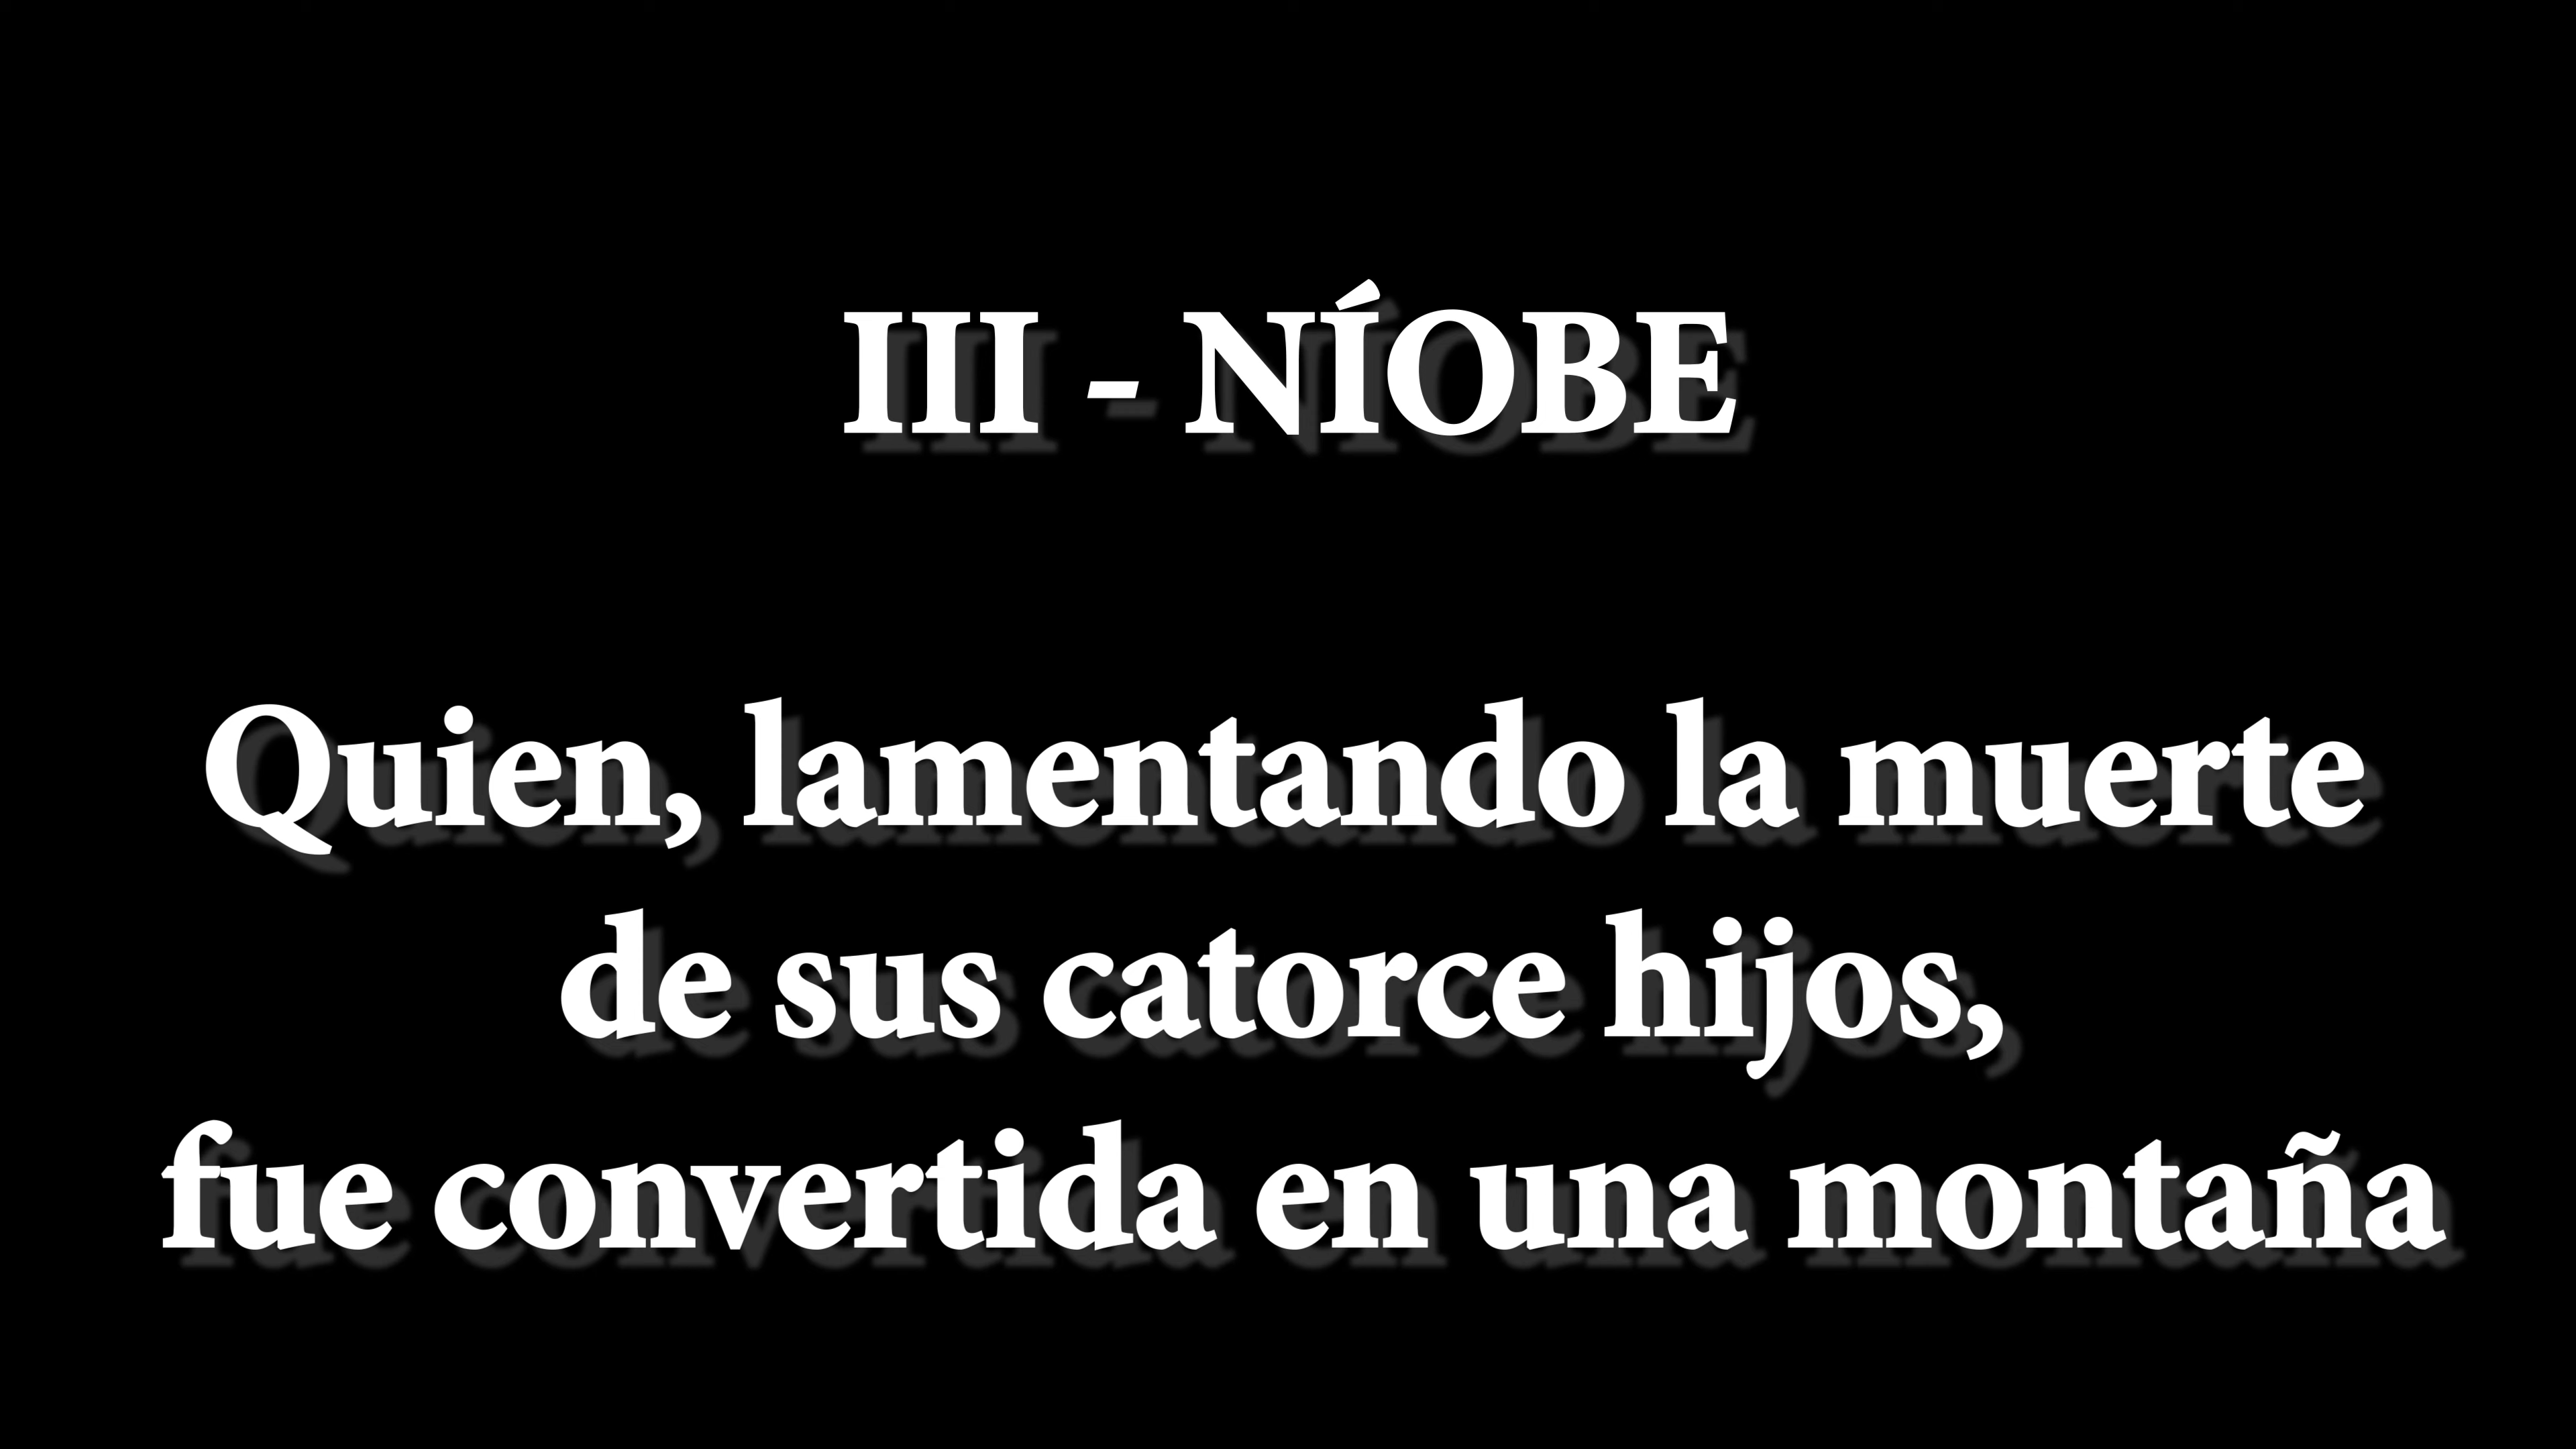 III - NÍOBE
Quien, lamentando la muerte
de sus catorce hijos,
fue convertida en una montaña